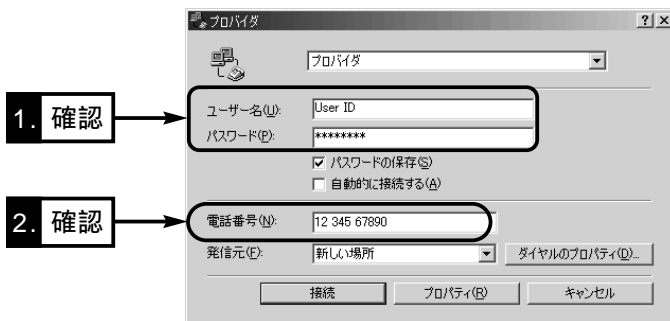 プロバイダ
プロバイダ
1. 確認
ユーザー名(U): User ID
パスワード(P): ********
パスワードの保存(S)
自動的に接続する(A)
2. 確認
電話番号(N): 12 345 67890
発信元(F): 新しい場所 ダイヤルのプロパティ(D)...
接続 プロパティ(R) キャンセル